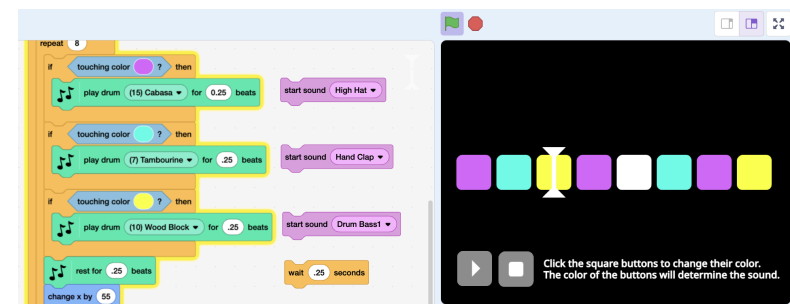 repeat 8
if touching color ? then
play drum (15) Cabasa for 0.25 beats
start sound High Hat
if touching color ? then
play drum (7) Tambourine for .25 beats
start sound Hand Clap
if touching color ? then
play drum (10) Wood Block for .25 beats
start sound Drum Bass1
rest for .25 beats
wait .25 seconds
change x by 55
Click the square buttons to change their color.
The color of the buttons will determine the sound.